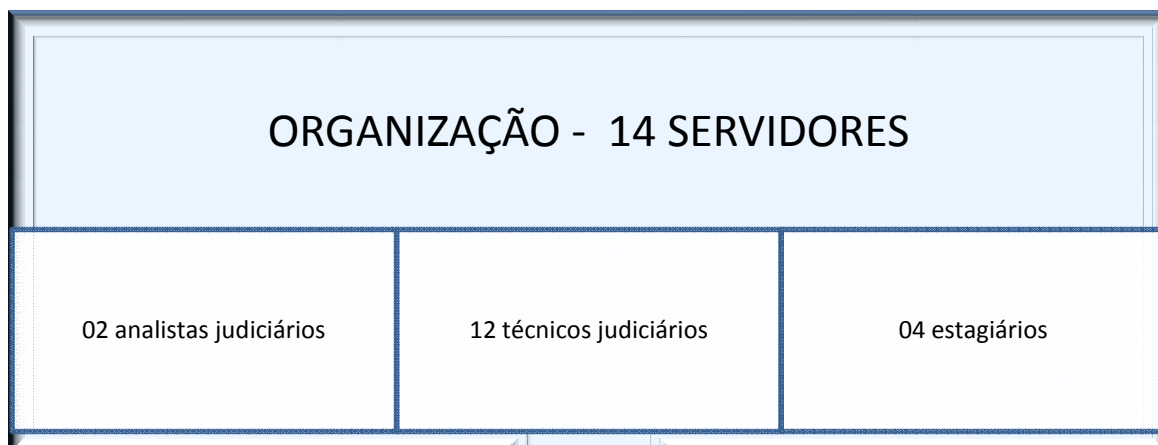 ORGANIZAÇÃO - 14 SERVIDORES
02 analistas judiciários
12 técnicos judiciários
04 estagiários